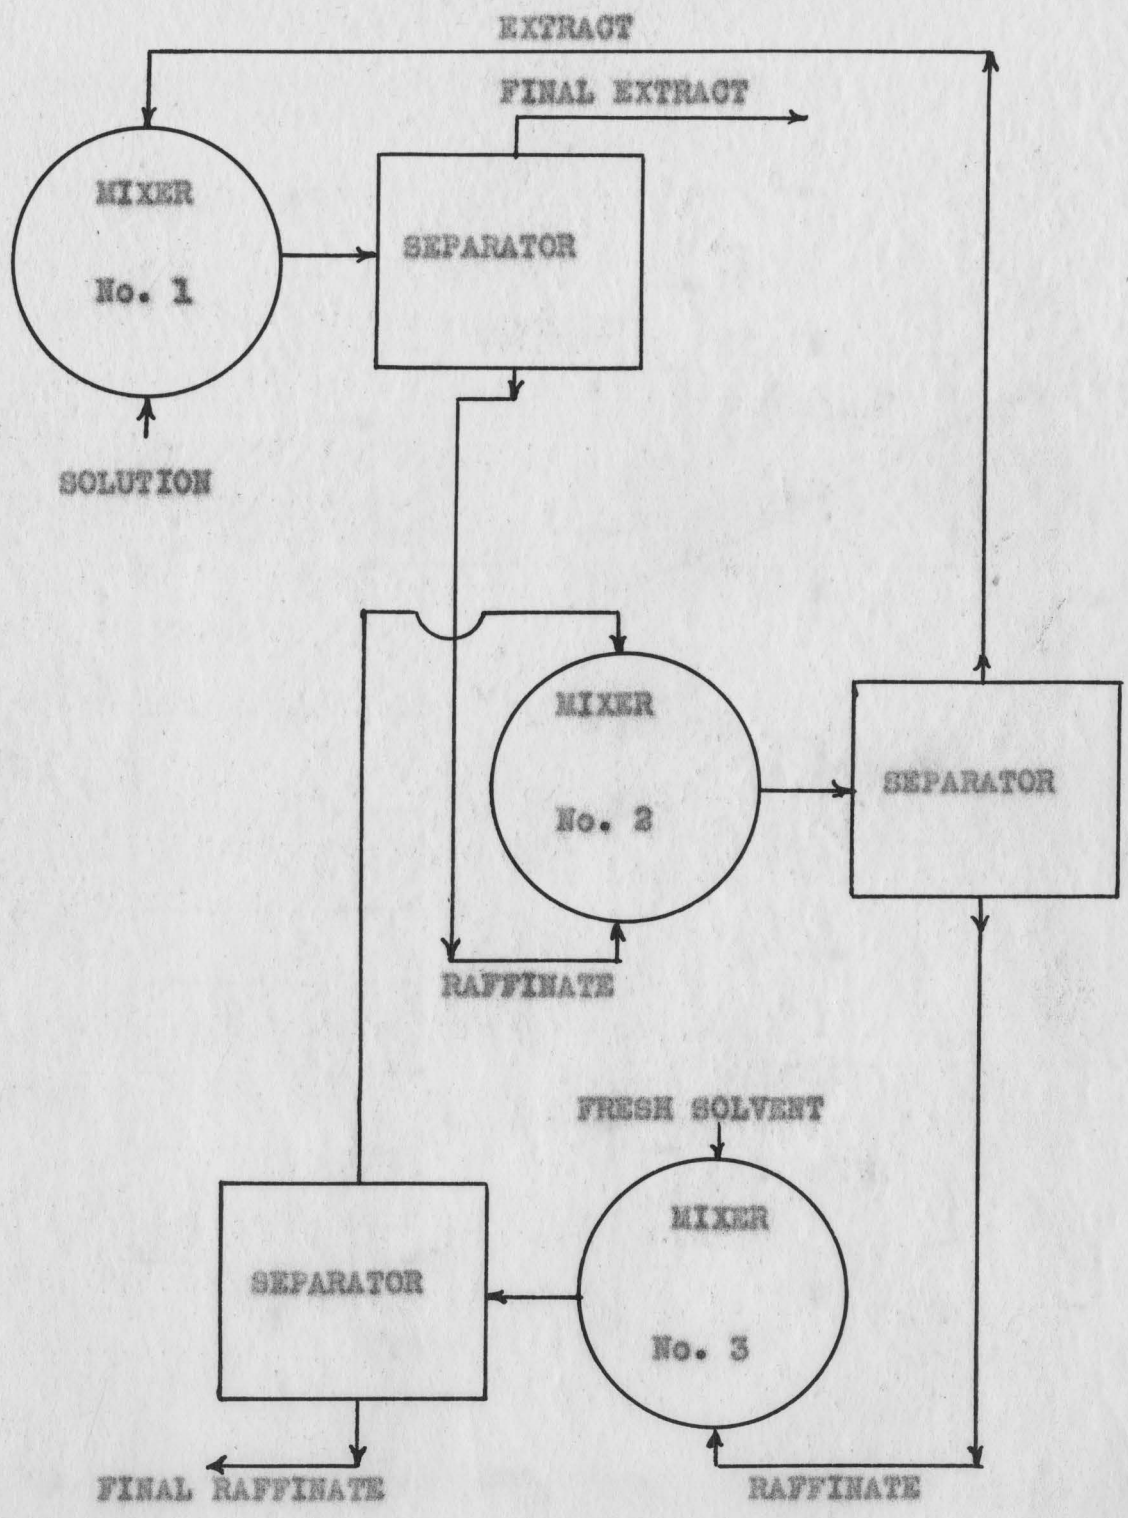 EXTRACT
FINAL EXTRACT
MIXER
No. 1
SEPARATOR
SOLUTION
MIXER
No. 2
SEPARATOR
RAFFINATE
FRESH SOLVENT
MIXER
No. 3
SEPARATOR
FINAL RAFFINATE
RAFFINATE